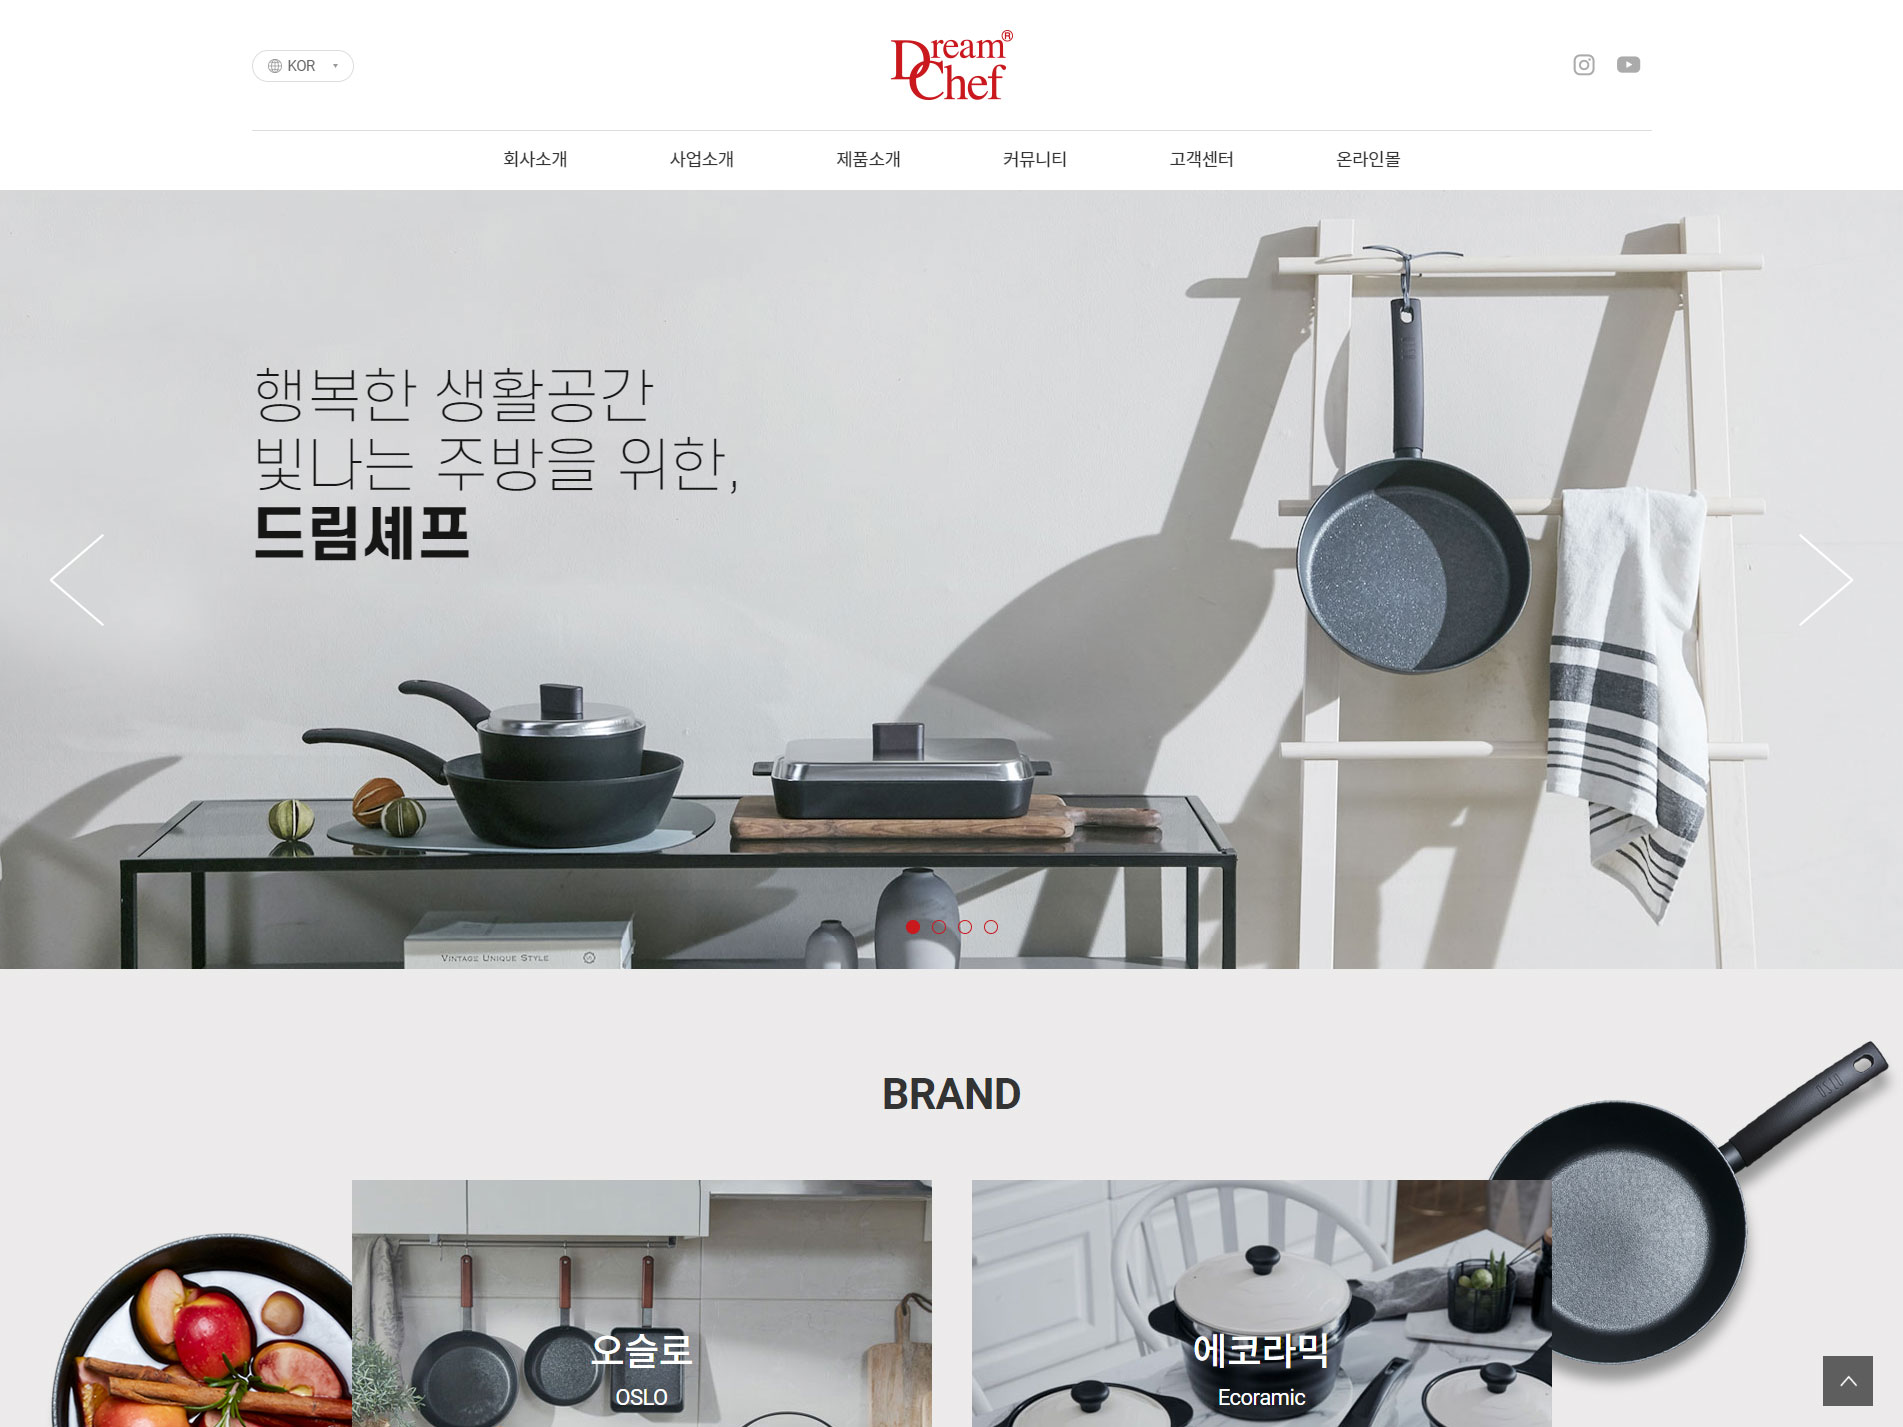 KOR
Dream®
Chef
회사소개
사업소개
제품소개
커뮤니티
고객센터
온라인몰
행복한 생활공간
빛나는 주방을 위한,
드림셰프
VINTAGE UNIQUE STYLE
BRAND
OSLO
오슬로
OSLO
에코라믹
Ecoramic